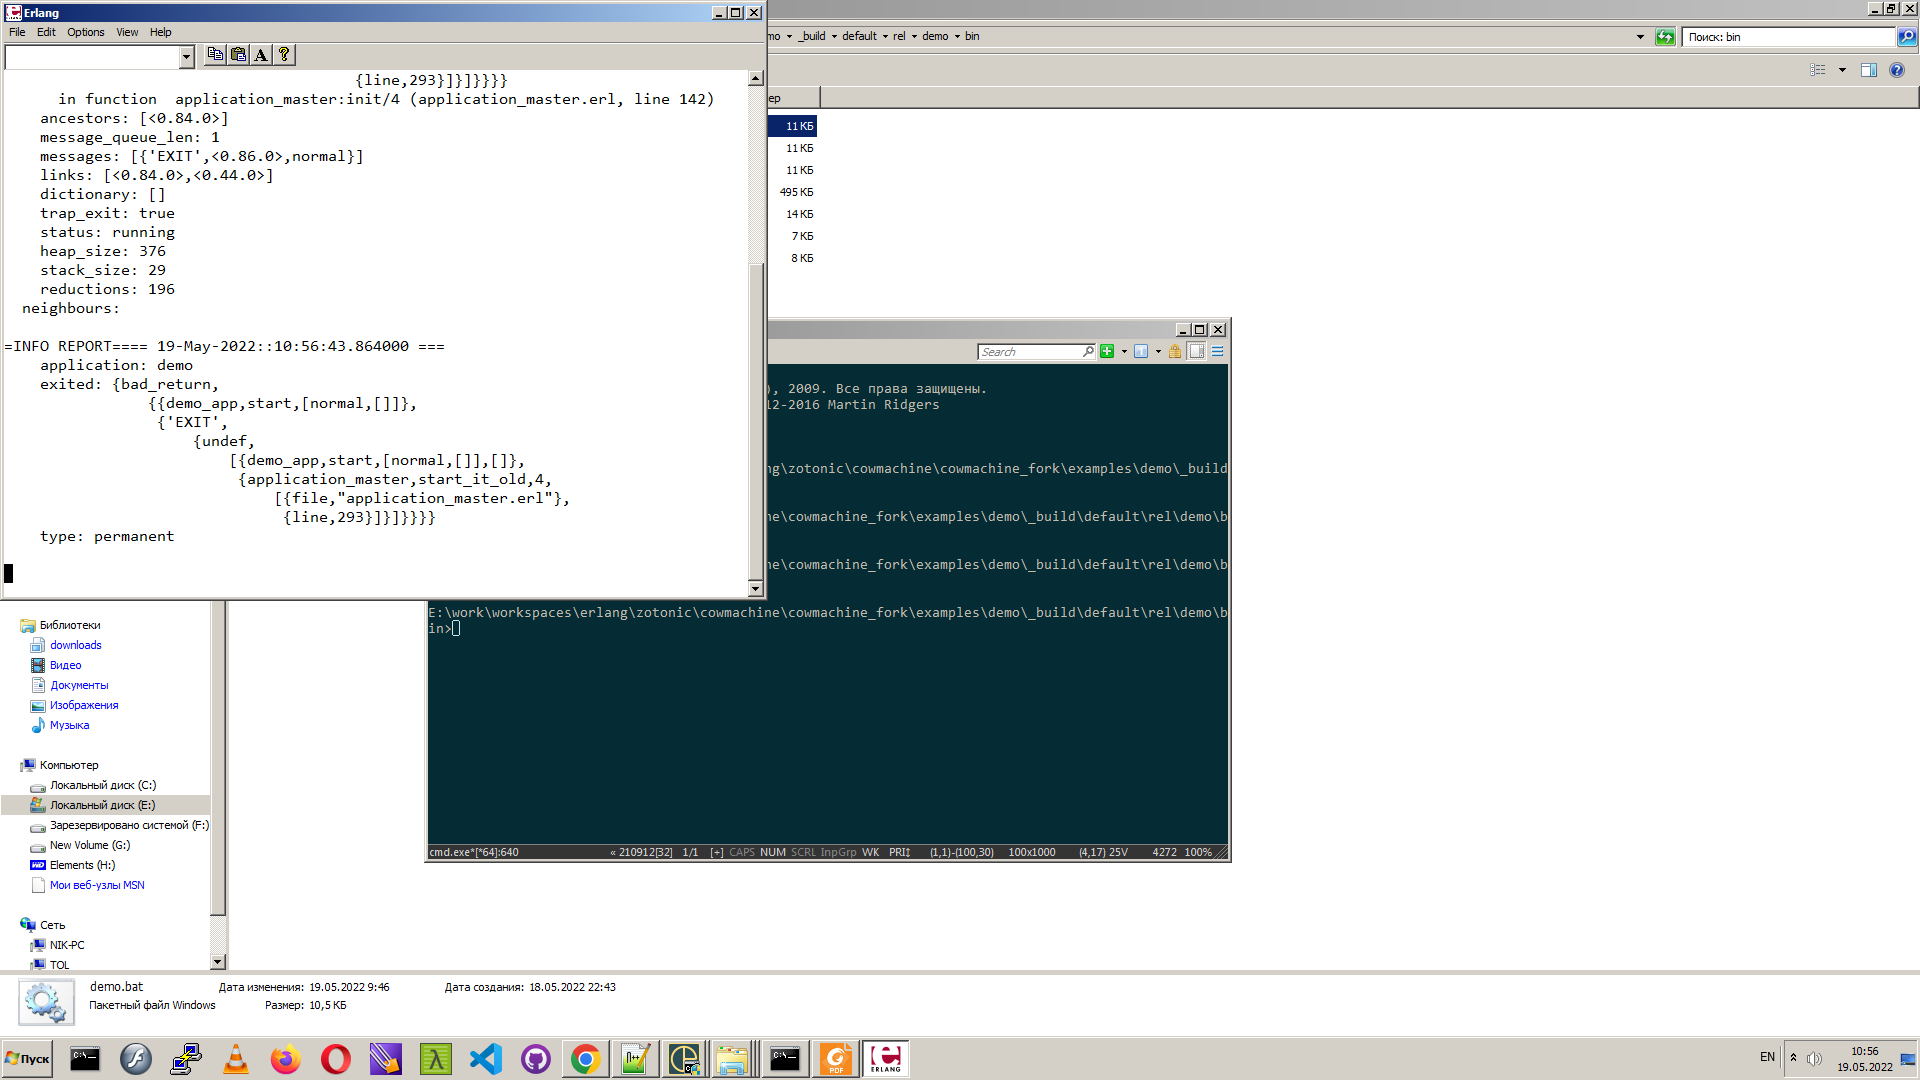 Erlang
File Edit Options View Help
{line,293}]}]}}}}
in function  application_master:init/4 (application_master.erl, line 142)
ancestors: [<0.84.0>]
message_queue_len: 1
messages: [{'EXIT',<0.86.0>,normal}]
links: [<0.84.0>,<0.44.0>]
dictionary: []
trap_exit: true
status: running
heap_size: 376
stack_size: 29
reductions: 196
neighbours:
=INFO REPORT==== 19-May-2022::10:56:43.864000 ===
application: demo
exited: {bad_return,
{{demo_app,start,[normal,[]]},
{'EXIT',
{undef,
[{demo_app,start,[normal,[]],[]},
{application_master,start_it_old,4,
[{file,"application_master.erl"},
{line,293}]}]}}}}
type: permanent
mo _build default rel demo bin
Поиск: bin
ер
11 КБ
11 КБ
11 КБ
495 КБ
14 КБ
7 КБ
8 КБ
Search
), 2009. Все права защищены.
12-2016 Martin Ridgers
ng\zotonic\cowmachine\cowmachine_fork\examples\demo\_build
ne\cowmachine_fork\examples\demo\_build\default\rel\demo\b
ne\cowmachine_fork\examples\demo\_build\default\rel\demo\b
E:\work\workspaces\erlang\zotonic\cowmachine\cowmachine_fork\examples\demo\_build\default\rel\demo\b
in>
cmd.exe*[*64]:640 « 210912[32] 1/1 [+] CAPS NUM SCRL InpGrp WK PRI↕ (1,1)-(100,30) 100x1000 (4,17) 25V 4272 100%
Библиотеки
downloads
Видео
Документы
Изображения
Музыка
Компьютер
Локальный диск (C:)
Локальный диск (E:)
Зарезервировано системой (F:)
New Volume (G:)
Elements (H:)
Мои веб-узлы MSN
Сеть
NIK-PC
TOL
demo.bat Дата изменения: 19.05.2022 9:46 Дата создания: 18.05.2022 22:43
Пакетный файл Windows Размер: 10,5 КБ
Пуск
C:\
C:\
PDF
ERLANG
EN
10:56
19.05.2022